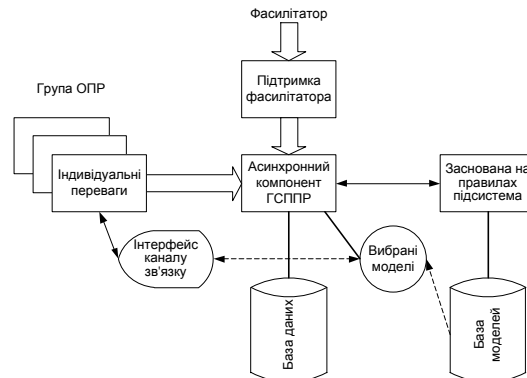 Фасилітатор
Підтримка
фасилітатора
Група ОПР
Індивідуальні
переваги
Асинхронний
компонент
ГСППР
Заснована на
правилах
підсистема
Інтерфейс
каналу
зв'язку
Вибрані
моделі
База даних
База
моделей